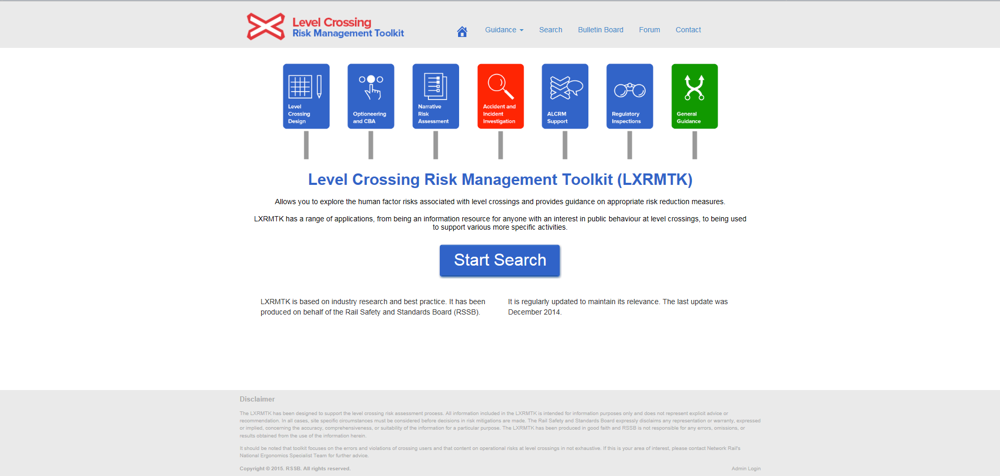 Level Crossing
Risk Management Toolkit
Guidance
Search
Bulletin Board
Forum
Contact
Level
Crossing
Design
Optioneering
and CBA
Narrative
Risk
Assessment
Accident and
Incident
Investigation
ALCRM
Support
Regulatory
Inspections
General
Guidance
Level Crossing Risk Management Toolkit (LXRMTK)
Allows you to explore the human factor risks associated with level crossings and provides guidance on appropriate risk reduction measures.
LXRMTK has a range of applications, from being an information resource for anyone with an interest in public behaviour at level crossings, to being used
to support various more specific activities.
Start Search
LXRMTK is based on industry research and best practice. It has been
produced on behalf of the Rail Safety and Standards Board (RSSB).
It is regularly updated to maintain its relevance. The last update was
December 2014.
Disclaimer
The LXRMTK has been designed to support the level crossing risk assessment process. All information included in the LXRMTK is intended for information purposes only and does not represent explicit advice or
recommendation. In all cases, site specific circumstances must be considered before decisions in risk mitigations are made. The Rail Safety and Standards Board expressly disclaims any representation or warranty, expressed
or implied, concerning the accuracy, comprehensiveness, or suitability of the information for a particular purpose. The LXRMTK has been produced in good faith and RSSB is not responsible for any errors, omissions, or
results obtained from the use of the information herein.
It should be noted that toolkit focuses on the errors and violations of crossing users and that content on operational risks at level crossings in not exhaustive. If this is your area of interest, please contact Network Rail's
National Ergonomics Specialist Team for further advice.
Copyright © 2015. RSSB. All rights reserved.
Admin Login